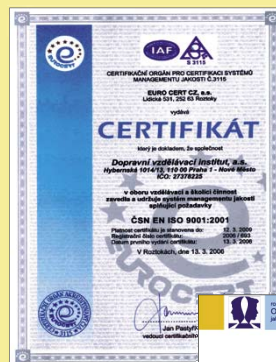 EUROCERT
IAF
S 3115
CERTIFIKAČNÍ ORGÁN PRO CERTIFIKACI SYSTÉMŮ
MANAGEMENTU JAKOSTI Č.3115
EURO CERT CZ, a.s.
Lidická 531, 252 63 Roztoky
vydává
CERTIFIKÁT
který je dokladem, že společnost
Dopravní vzdělávací institut, a.s.
Hybernská 1014/13, 110 00 Praha 1 - Nové Město
IČO: 27378225
v oboru vzdělávací a školicí činnost
zavedla a udržuje systém managementu jakosti
splňující požadavky
ČSN EN ISO 9001:2001
Platnost certifikátu je stanovena do: 12. 3. 2009
Registrační číslo certifikátu: 2006 / 693
Datum prvního vydání certifikátu: 13. 3. 2006
V Roztokách, dne 13. 3. 2006
EUROCERT
Jan Pastyřík
vedoucí certifikačního